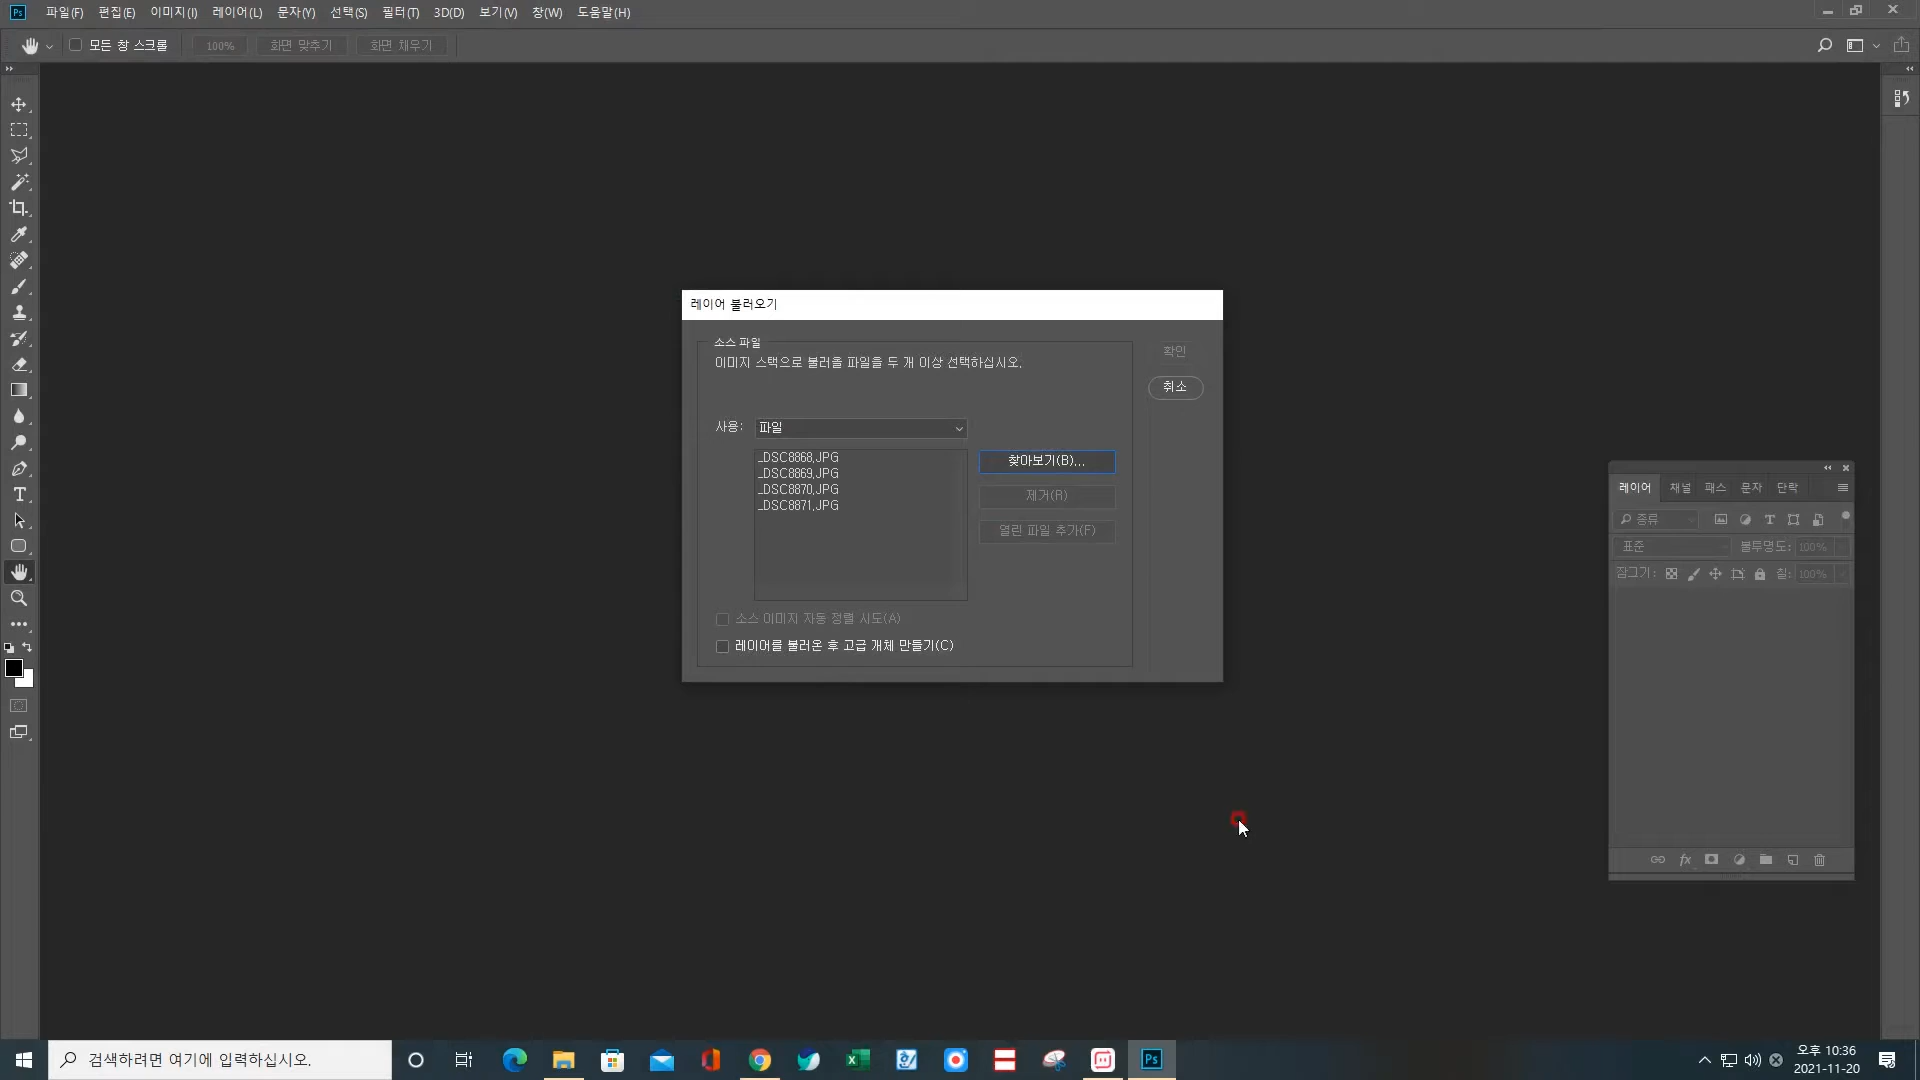 Ps 파일(F) 편집(E) 이미지(I) 레이어(L) 문자(Y) 선택(S) 필터(T) 3D(D) 보기(V) 창(W) 도움말(H)
모든 창 스크롤 100% 화면 맞추기 화면 채우기
레이어 불러오기
소스 파일
이미지 스택으로 불러올 파일을 두 개 이상 선택하십시오.
확인
취소
사용: 파일
_DSC8868.JPG
_DSC8869.JPG
_DSC8870.JPG
_DSC8871.JPG
찾아보기(B)...
제거(R)
열린 파일 추가(F)
소스 이미지 자동 정렬 시도(A)
레이어를 불러온 후 고급 개체 만들기(C)
레이어 채널 패스 문자 단락
종류
표준 불투명도: 100%
잠그기: 칠: 100%
fx
검색하려면 여기에 입력하십시오.
Ps
오후 10:36
2021-11-20